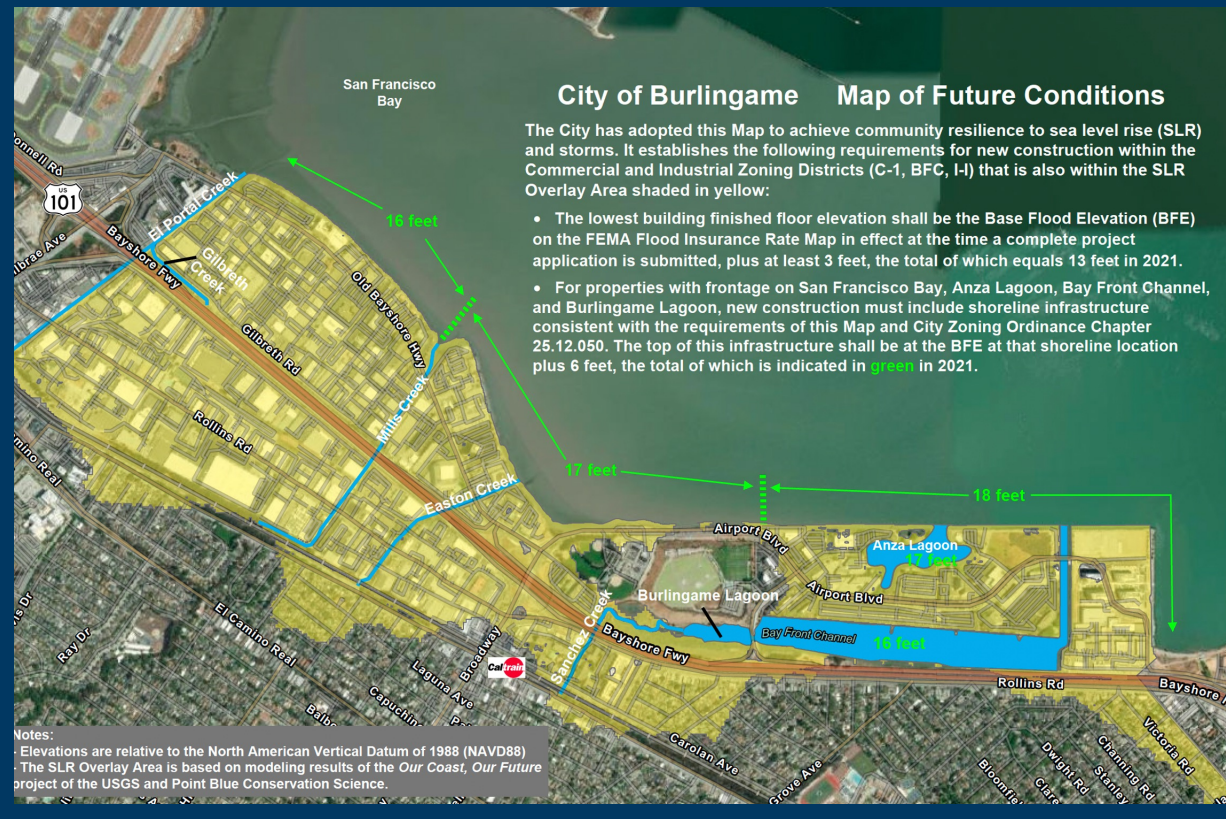 San Francisco
Bay
City of Burlingame Map of Future Conditions
The City has adopted this Map to achieve community resilience to sea level rise (SLR)
and storms. It establishes the following requirements for new construction within the
Commercial and Industrial Zoning Districts (C-1, BFC, I-I) that is also within the SLR
Overlay Area shaded in yellow:
• The lowest building finished floor elevation shall be the Base Flood Elevation (BFE)
on the FEMA Flood Insurance Rate Map in effect at the time a complete project
application is submitted, plus at least 3 feet, the total of which equals 13 feet in 2021.
• For properties with frontage on San Francisco Bay, Anza Lagoon, Bay Front Channel,
and Burlingame Lagoon, new construction must include shoreline infrastructure
consistent with the requirements of this Map and City Zoning Ordinance Chapter
25.12.050. The top of this infrastructure shall be at the BFE at that shoreline location
plus 6 feet, the total of which is indicated in green in 2021.
Rd
US
101
El Portal Creek
16 feet
Bayshore Fwy
Gilbreth
Creek
Old Bayshore Hwy
Gilbreth Rd
Mills Creek
Rollins Rd
Real
17 feet
Easton Creek
18 feet
Airport Blvd
Anza Lagoon
17 feet
Airport Blvd
Burlingame Lagoon
Bay Front Channel
16 feet
Sanchez Creek
Bayshore Fwy
Ray Dr
El Camino Real
Broadway
Caltrain
Laguna Ave
Rollins Rd
Bayshore
Victoria Rd
Carolan Ave
Grove Ave
Dwight Rd
Channing Rd
Notes:
- Elevations are relative to the North American Vertical Datum of 1988 (NAVD88)
- The SLR Overlay Area is based on modeling results of the Our Coast, Our Future
project of the USGS and Point Blue Conservation Science.